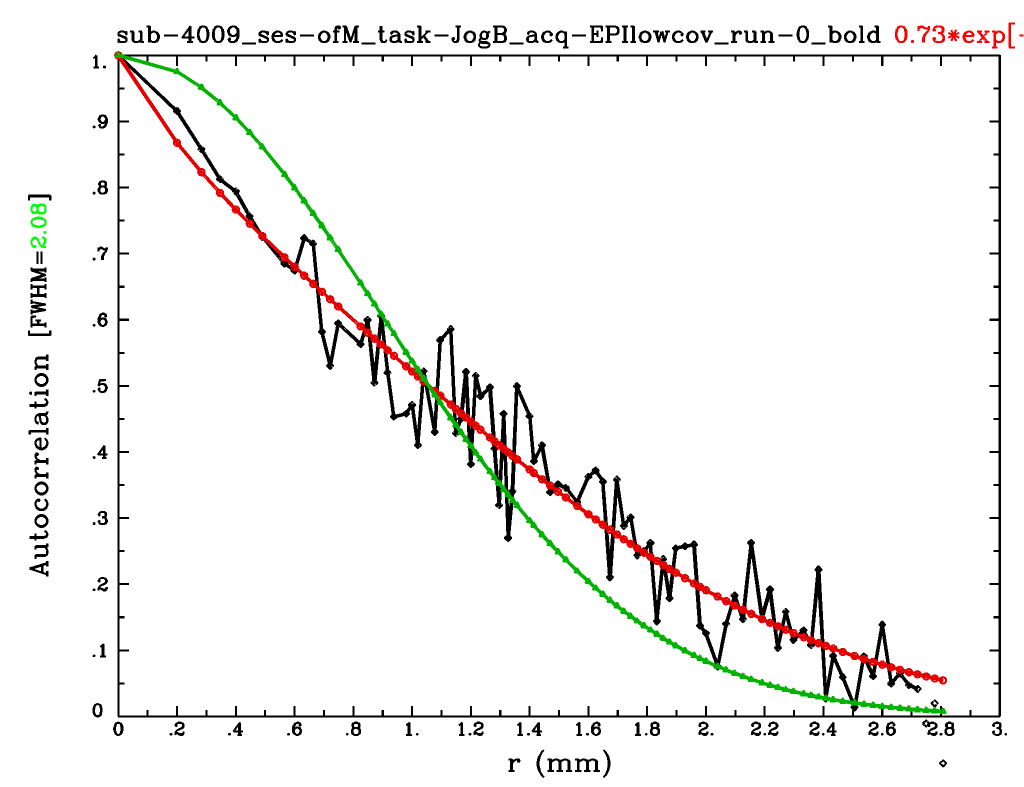 sub-4009_ses-ofM_task-JogB_acq-EPIlowcov_run-0_bold 0.73*exp[-
1.
.9
.8
.7
.6
.5
.4
.3
.2
.1
0
Autocorrelation [FWHM=2.08]
0 .2 .4 .6 .8 1. 1.2 1.4 1.6 1.8 2. 2.2 2.4 2.6 2.8 3.
r (mm)